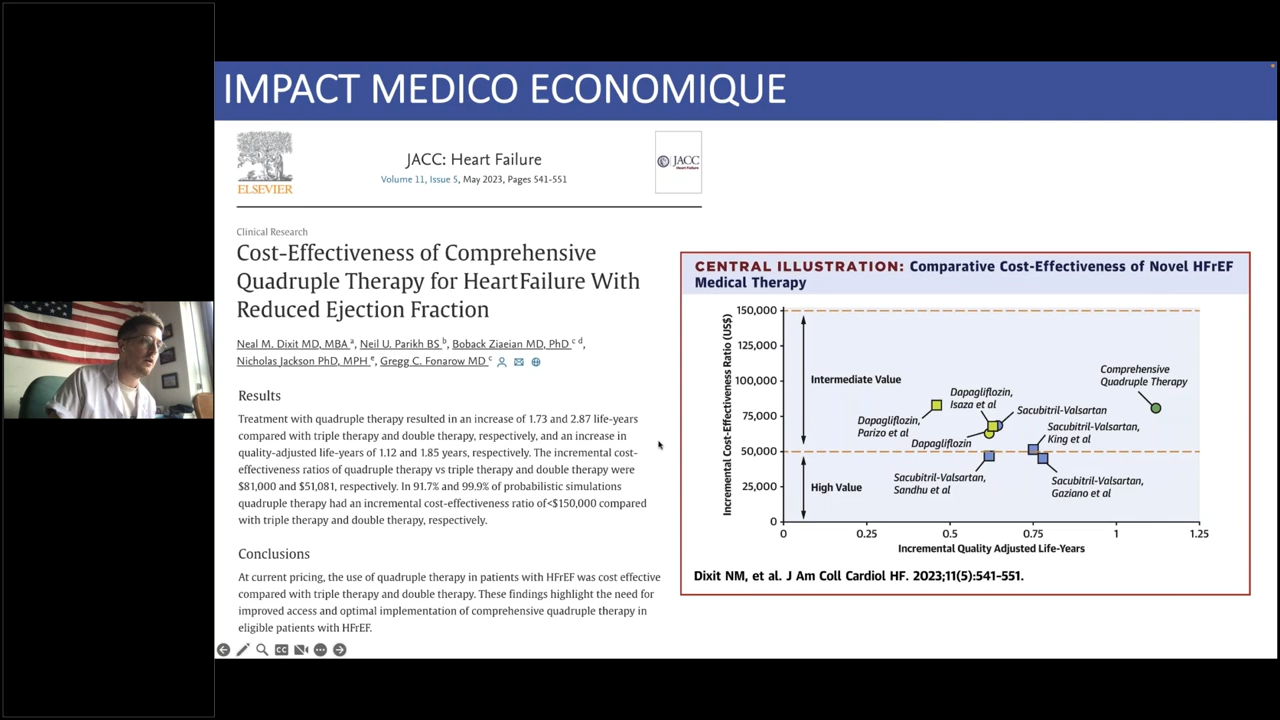 IMPACT MEDICO ECONOMIQUE
ELSEVIER
JACC: Heart Failure
Volume 11, Issue 5, May 2023, Pages 541-551
JACC
Heart Failure
Clinical Research
Cost-Effectiveness of Comprehensive
Quadruple Therapy for HeartFailure With
Reduced Ejection Fraction
Neal M. Dixit MD, MBA a, Neil U. Parikh BS b, Boback Ziaeian MD, PhD c d,
Nicholas Jackson PhD, MPH e, Gregg C. Fonarow MD c
Results
Treatment with quadruple therapy resulted in an increase of 1.73 and 2.87 life-years
compared with triple therapy and double therapy, respectively, and an increase in
quality-adjusted life-years of 1.12 and 1.85 years, respectively. The incremental cost-
effectiveness ratios of quadruple therapy vs triple therapy and double therapy were
$81,000 and $51,081, respectively. In 91.7% and 99.9% of probabilistic simulations
quadruple therapy had an incremental cost-effectiveness ratio of<$150,000 compared
with triple therapy and double therapy, respectively.
Conclusions
At current pricing, the use of quadruple therapy in patients with HFrEF was cost effective
compared with triple therapy and double therapy. These findings highlight the need for
improved access and optimal implementation of comprehensive quadruple therapy in
eligible patients with HFrEF.
CC
CENTRAL ILLUSTRATION: Comparative Cost-Effectiveness of Novel HFrEF
Medical Therapy
Incremental Cost-Effectiveness Ratio (US$)
150,000
125,000
100,000
75,000
50,000
25,000
0
Intermediate Value
High Value
Comprehensive
Quadruple Therapy
Dapagliflozin,
Isaza et al
Sacubitril-Valsartan
Dapagliflozin,
Parizo et al
Dapagliflozin
Sacubitril-Valsartan,
King et al
Sacubitril-Valsartan,
Sandhu et al
Sacubitril-Valsartan,
Gaziano et al
0
0.25
0.5
0.75
1
1.25
Incremental Quality Adjusted Life-Years
Dixit NM, et al. J Am Coll Cardiol HF. 2023;11(5):541-551.